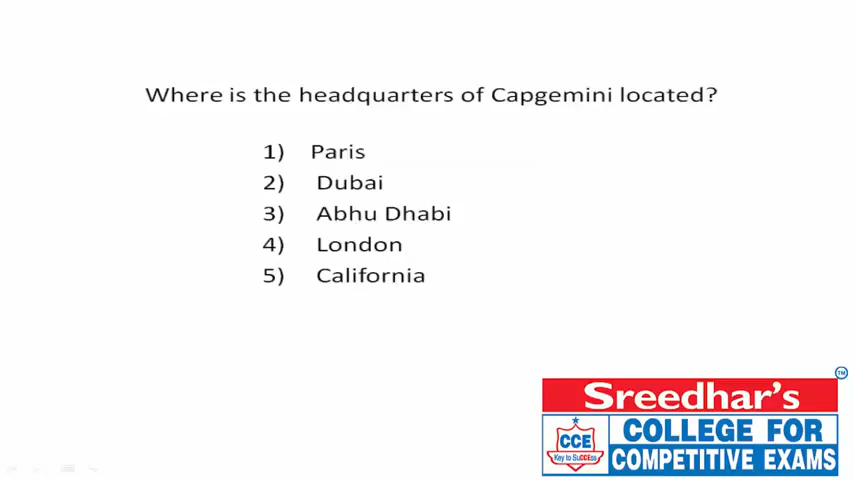 Where is the headquarters of Capgemini located?
1) Paris
2) Dubai
3) Abhu Dhabi
4) London
5) California
TM
Sreedhar's
CCE
Key to SuCCEss
COLLEGE FOR
COMPETITIVE EXAMS